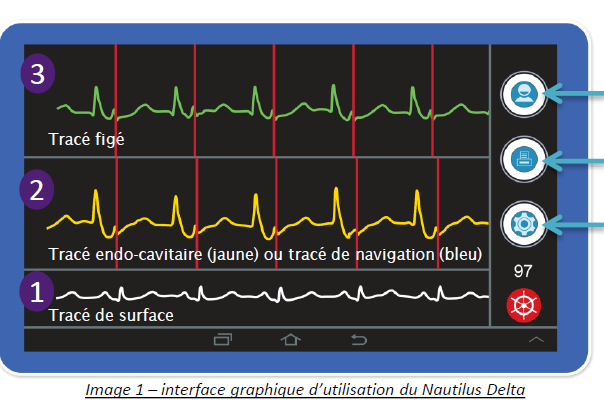 3
Tracé figé
2
Tracé endo-cavitaire (jaune) ou tracé de navigation (bleu)
97
1
Tracé de surface
Image 1 – interface graphique d'utilisation du Nautilus Delta